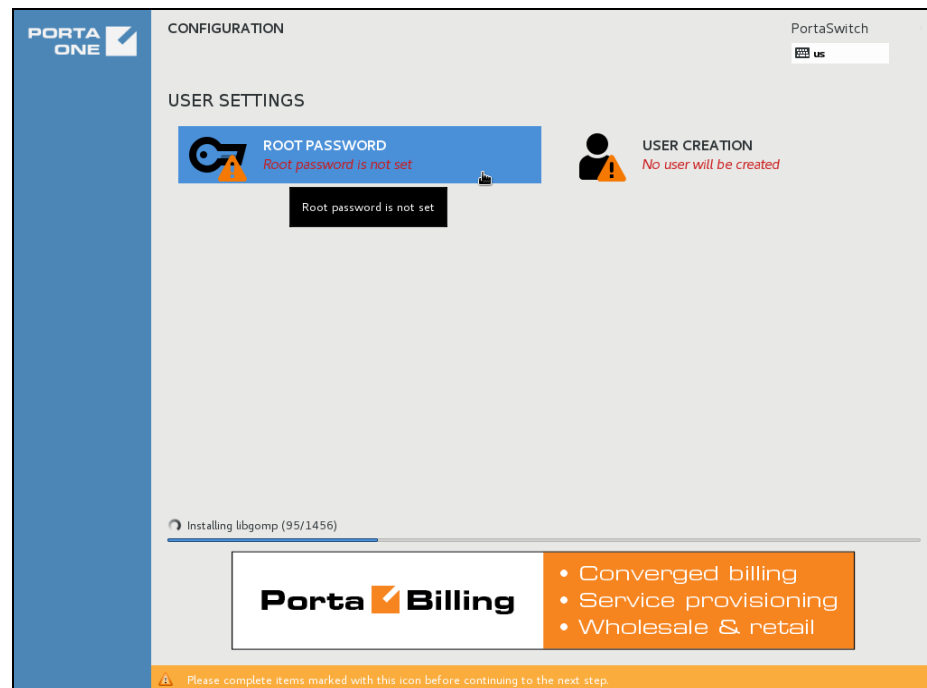 PORTA
ONE
CONFIGURATION
PortaSwitch
us
USER SETTINGS
ROOT PASSWORD
Root password is not set
USER CREATION
No user will be created
Root password is not set
Installing libgomp (95/1456)
Porta Billing
• Converged billing
• Service provisioning
• Wholesale & retail
Please complete items marked with this icon before continuing to the next step.